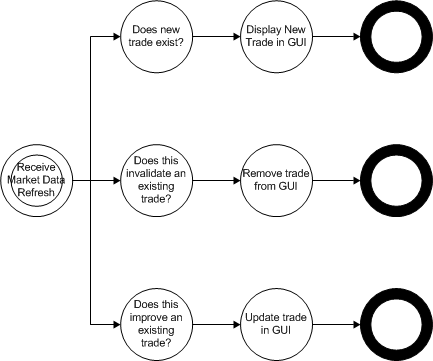 Does new
trade exist?
Display New
Trade in GUI
Receive
Market Data
Refresh
Does this
invalidate an
existing
trade?
Remove trade
from GUI
Does this
improve an
existing
trade?
Update trade
in GUI